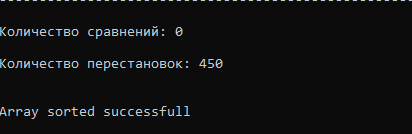 Количество сравнений: 0
Количество перестановок: 450
Array sorted successfull